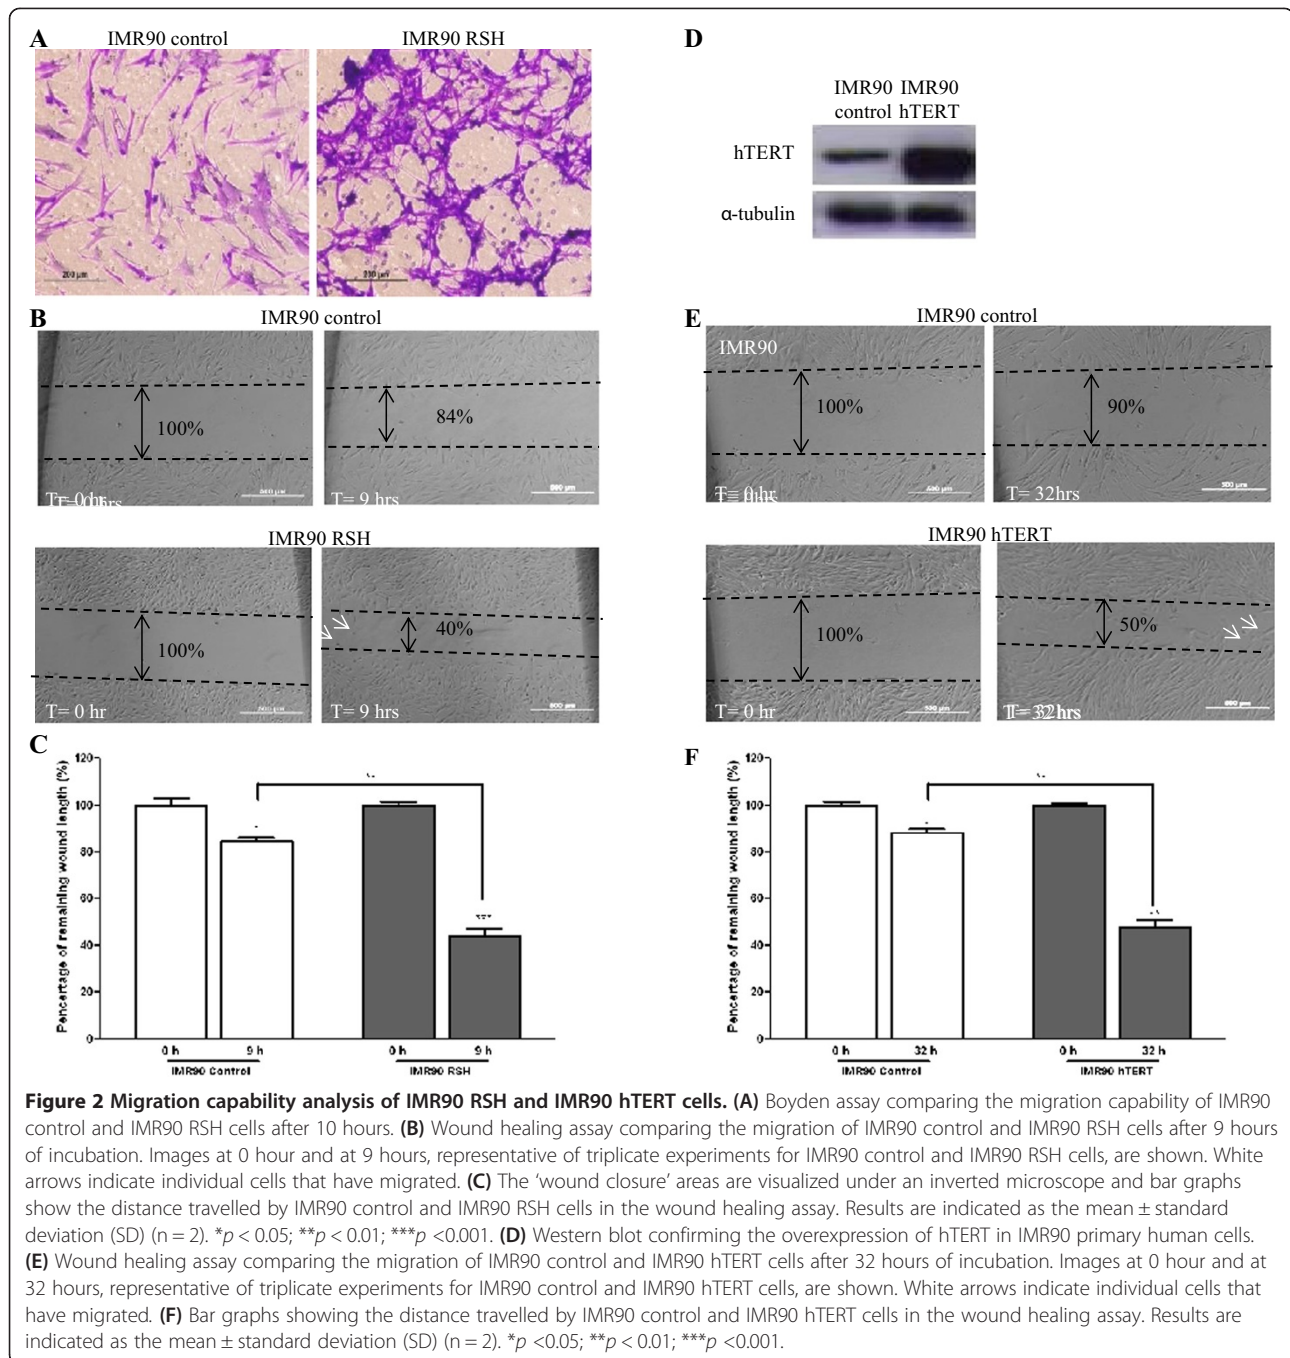 A
IMR90 control
IMR90 RSH
200 µm
D
IMR90 IMR90
control hTERT
hTERT
α-tubulin
B
IMR90 control
100%
T= 0 hr
84%
T= 9 hrs
IMR90 RSH
100%
T= 0 hr
40%
T= 9 hrs
E
IMR90 control
IMR90
100%
T= 0 hr
90%
T= 32hrs
500 µm
IMR90 hTERT
100%
T= 0 hr
50%
T= 32 hrs
C
Percentage of remaining wound length (%)
120
100
80
60
40
20
0
0 h
9 h
0 h
9 h
IMR90 Control
IMR90 RSH
F
Percentage of remaining wound length (%)
120
100
80
60
40
20
0
0 h
32 h
0 h
32 h
IMR90 Control
IMR90 hTERT
Figure 2 Migration capability analysis of IMR90 RSH and IMR90 hTERT cells. (A) Boyden assay comparing the migration capability of IMR90
control and IMR90 RSH cells after 10 hours. (B) Wound healing assay comparing the migration of IMR90 control and IMR90 RSH cells after 9 hours
of incubation. Images at 0 hour and at 9 hours, representative of triplicate experiments for IMR90 control and IMR90 RSH cells, are shown. White
arrows indicate individual cells that have migrated. (C) The ‘wound closure’ areas are visualized under an inverted microscope and bar graphs
show the distance travelled by IMR90 control and IMR90 RSH cells in the wound healing assay. Results are indicated as the mean ± standard
deviation (SD) (n = 2). *p < 0.05; **p < 0.01; ***p <0.001. (D) Western blot confirming the overexpression of hTERT in IMR90 primary human cells.
(E) Wound healing assay comparing the migration of IMR90 control and IMR90 hTERT cells after 32 hours of incubation. Images at 0 hour and at
32 hours, representative of triplicate experiments for IMR90 control and IMR90 hTERT cells, are shown. White arrows indicate individual cells that
have migrated. (F) Bar graphs showing the distance travelled by IMR90 control and IMR90 hTERT cells in the wound healing assay. Results are
indicated as the mean ± standard deviation (SD) (n = 2). *p <0.05; **p < 0.01; ***p <0.001.